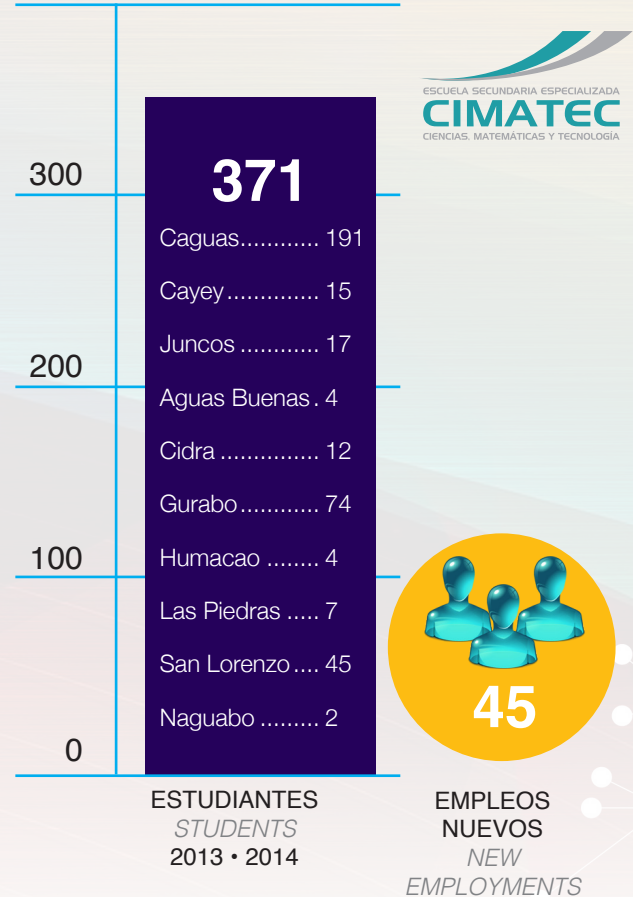 ESCUELA SECUNDARIA ESPECIALIZADA
CIMATEC
CIENCIAS. MATEMÁTICAS Y TECNOLOGÍA
300
200
100
0
371
Caguas............ 191
Cayey.............. 15
Juncos ............ 17
Aguas Buenas. 4
Cidra ............... 12
Gurabo............ 74
Humacao ........ 4
Las Piedras ..... 7
San Lorenzo.... 45
Naguabo ......... 2
45
ESTUDIANTES
STUDENTS
2013 • 2014
EMPLEOS
NUEVOS
NEW
EMPLOYMENTS